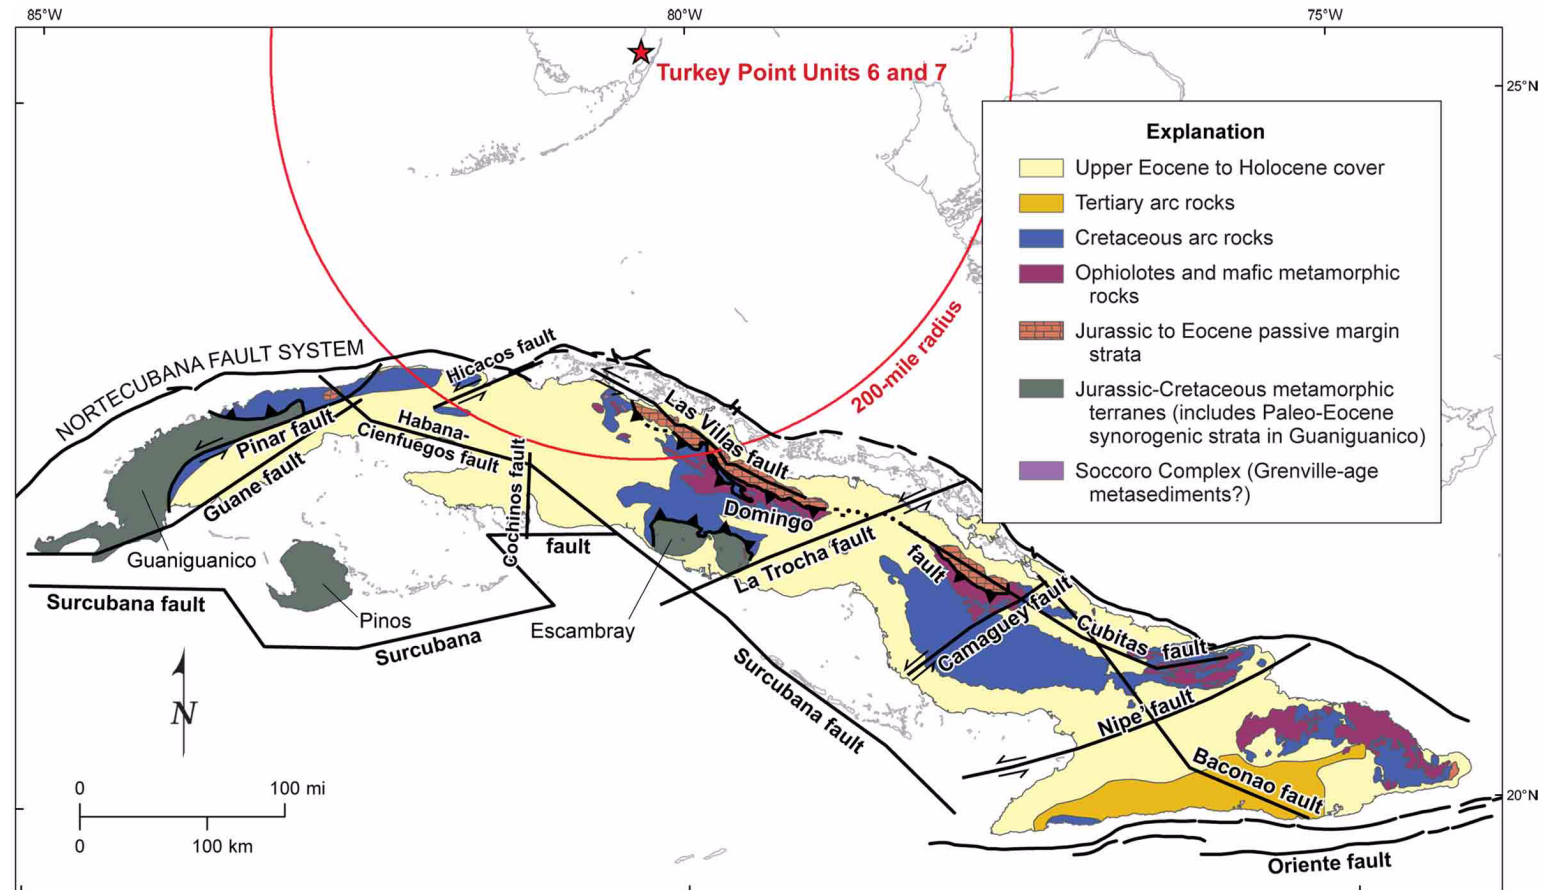 85°W
80°W
75°W
25°N
Turkey Point Units 6 and 7
Explanation
Upper Eocene to Holocene cover
Tertiary arc rocks
Cretaceous arc rocks
Ophiolotes and mafic metamorphic
rocks
Jurassic to Eocene passive margin
strata
Jurassic-Cretaceous metamorphic
terranes (includes Paleo-Eocene
synorogenic strata in Guaniguanico)
Soccoro Complex (Grenville-age
metasediments?)
200-mile radius
NORTECUBANA FAULT SYSTEM
Hicacos fault
Las Villas fault
Pinar fault
Habana-
Cienfuegos fault
Guane fault
Cochinos fault
Domingo
fault
La Trocha fault
fault
Guaniguanico
Surcubana fault
Pinos
Escambray
Surcubana
Camaguey fault
Cubitas fault
Surcubana fault
Nipe' fault
Baconao fault
N
0 100 mi
0 100 km
20°N
Oriente fault